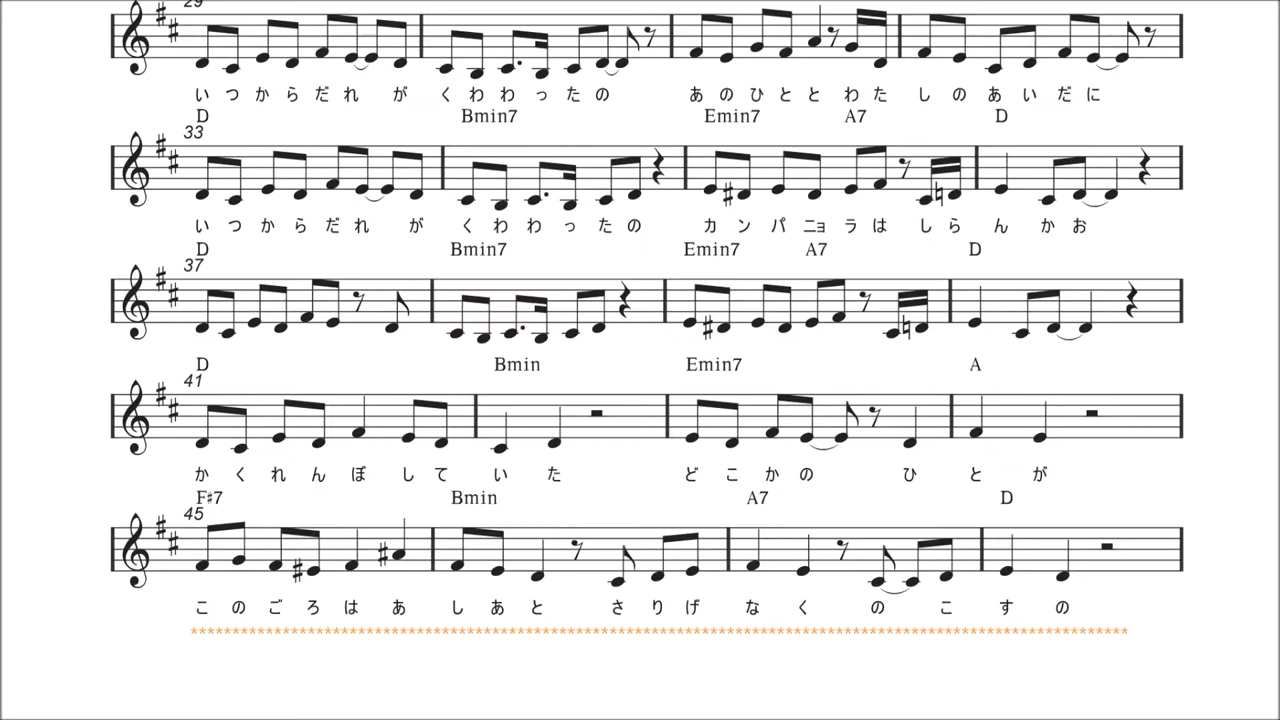 29
い つ か ら だ れ が く わ わ っ た の あ の ひ と と わ た し の あ い だ に
D Bmin7 Emin7 A7 D
33
い つ か ら だ れ が く わ わ っ た の カ ン パ ニョ ラ は し ら ん か お
D Bmin7 Emin7 A7 D
37
D Bmin Emin7 A
41
か く れ ん ぼ し て い た ど こ か の ひ と が
F♯7 Bmin A7 D
45
こ の ご ろ は あ し あ と さ り げ な く の こ す の